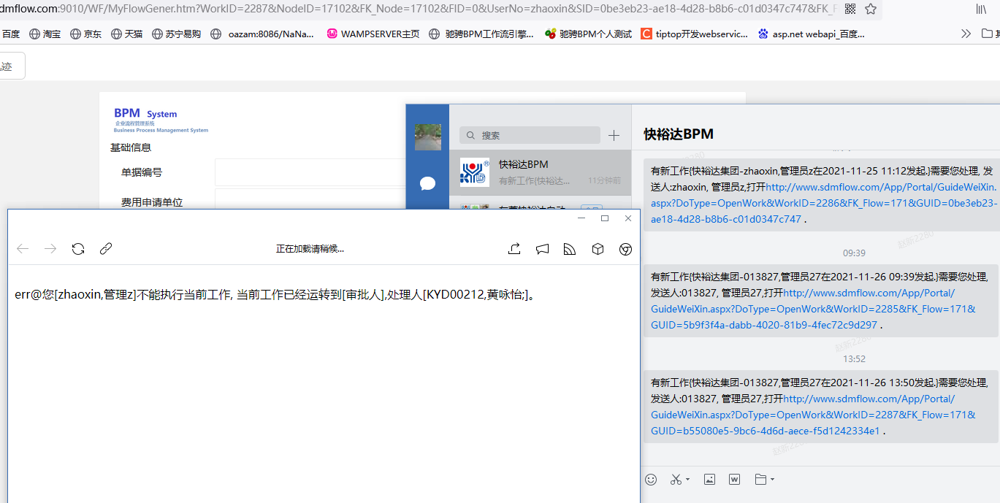 dmflow.com:9010/WF/MyFlowGener.htm?WorkID=2287&NodeID=17102&FK_Node=17102&FID=0&UserNo=zhaoxin&SID=0be3eb23-ae18-4d28-b8b6-c01d0347c747&FK_F
百度 淘宝 京东 天猫 苏宁易购 oazam:8086/NaNa... WAMPSERVER主页 驰骋BPM工作流引擎... 驰骋BPM个人测试 tiptop开发webservic... asp.net webapi_百度...
迹
BPM System
企业流程管理系统
Business Process Management System
基础信息
单据编号
费用申请单位
搜索
快裕达BPM
有新工作{快裕达...
11分钟前
快裕达BPM
有新工作{快裕达集团-zhaoxin,管理员z在2021-11-25 11:12发起.}需要您处理, 发
送人:zhaoxin, 管理员z,打开http://www.sdmflow.com/App/Portal/GuideWeiXin.
aspx?DoType=OpenWork&WorkID=2286&FK_Flow=171&GUID=0be3eb23-
ae18-4d28-b8b6-c01d0347c747 .
赵新2280
09:39
有新工作{快裕达集团-013827,管理员27在2021-11-26 09:39发起.}需要您处理,
发送人:013827, 管理员27,打开http://www.sdmflow.com/App/Portal/
GuideWeiXin.aspx?DoType=OpenWork&WorkID=2285&FK_Flow=171&
GUID=5b9f3f4a-dabb-4020-81b9-4fec72c9d297 .
赵新2280
13:52
有新工作{快裕达集团-013827,管理员27在2021-11-26 13:50发起.}需要您处理,
发送人:013827, 管理员27,打开http://www.sdmflow.com/App/Portal/
GuideWeiXin.aspx?DoType=OpenWork&WorkID=2287&FK_Flow=171&
GUID=b55080e5-9bc6-4d6d-aece-f5d1242334e1 .
正在加载请稍候...
err@您[zhaoxin,管理z]不能执行当前工作, 当前工作已经运转到[审批人],处理人[KYD00212,黄咏怡;]。